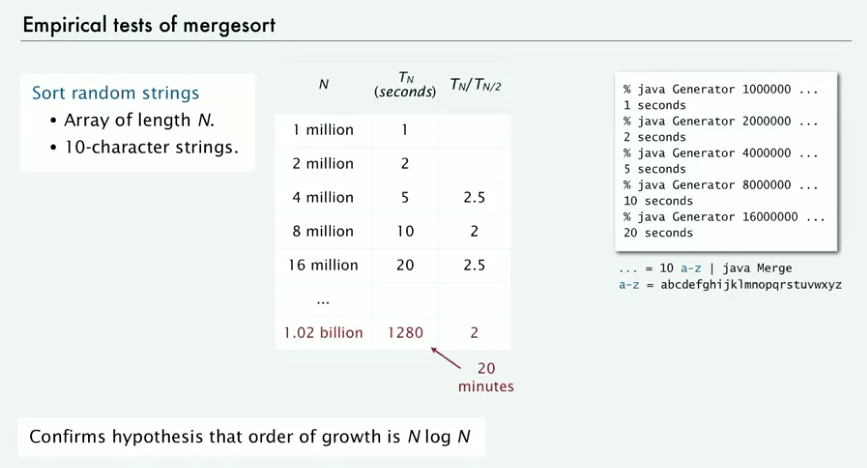 Empirical tests of mergesort
Sort random strings
• Array of length N.
• 10-character strings.
N TN (seconds) TN/TN/2
1 million 1
2 million 2
4 million 5 2.5
8 million 10 2
16 million 20 2.5
...
1.02 billion 1280 2
20
minutes
% java Generator 1000000 ...
1 seconds
% java Generator 2000000 ...
2 seconds
% java Generator 4000000 ...
5 seconds
% java Generator 8000000 ...
10 seconds
% java Generator 16000000 ...
20 seconds
... = 10 a-z | java Merge
a-z = abcdefghijklmnopqrstuvwxyz
Confirms hypothesis that order of growth is N log N